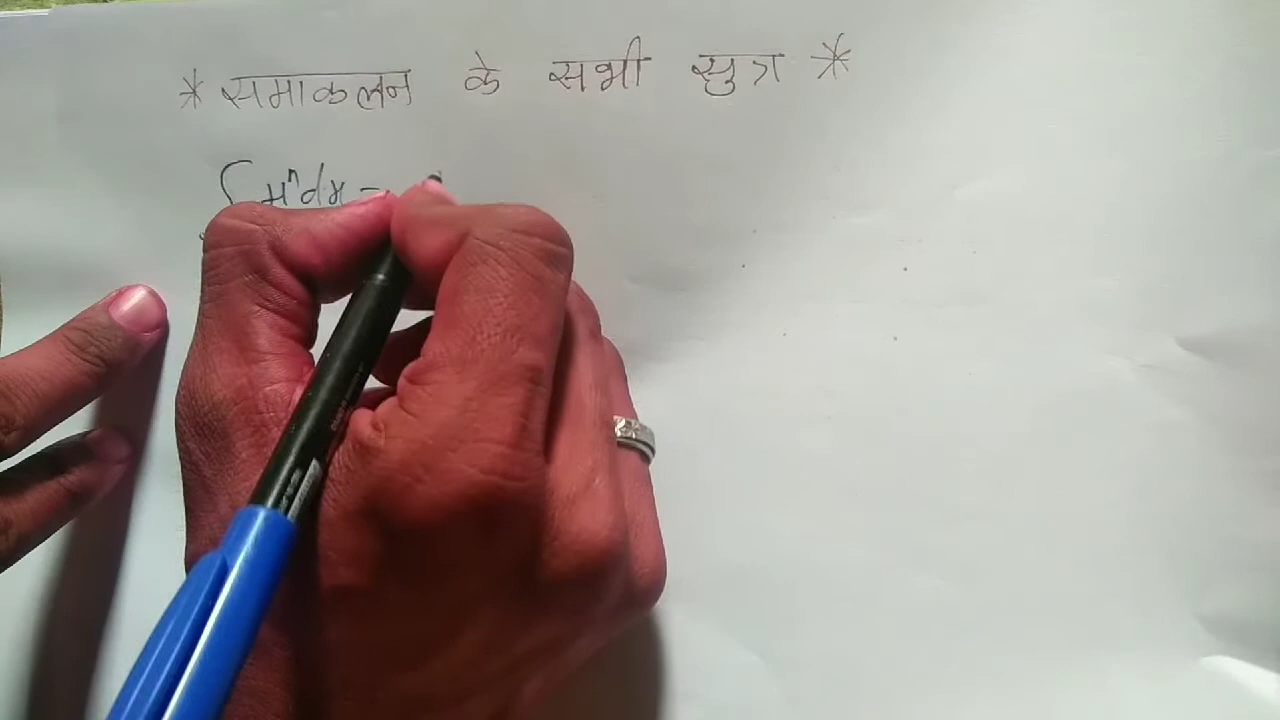 * समाकलन के सभी सुत्र *
∫xⁿdx =